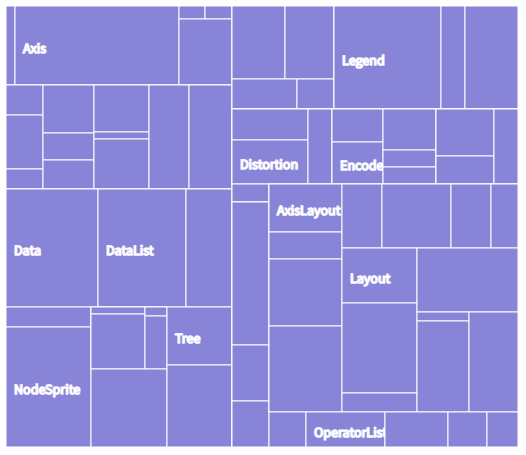 Axis
Legend
Distortion
Encode
AxisLayout
Data
DataList
Layout
Tree
NodeSprite
OperatorList